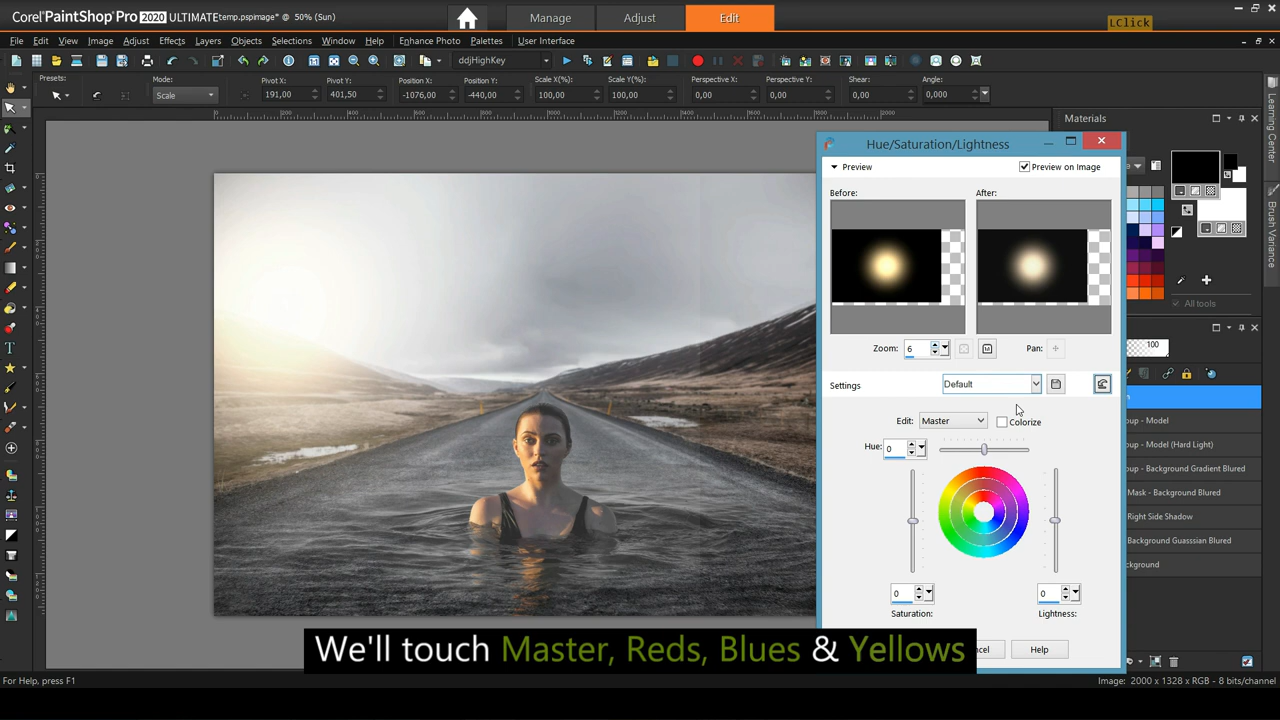 Corel PaintShop Pro 2020 ULTIMATE temp.pspimage* @ 50% (Sun)
Manage
Adjust
Edit
LClick
File Edit View Image Adjust Effects Layers Objects Selections Window Help Enhance Photo Palettes User Interface
ddjHighKey
Presets:
Mode:
Scale
Pivot X:
191,00
Pivot Y:
401,50
Position X:
-1076,00
Position Y:
-440,00
Scale X(%):
100,00
Scale Y(%):
100,00
Perspective X:
0,00
Perspective Y:
0,00
Shear:
0,00
Angle:
0,000
Materials
Learning Center
Brush Variance
All tools
100
Hue/Saturation/Lightness
Preview
Preview on Image
Before:
After:
Zoom: 6
Pan:
Settings
Default
Edit: Master
Colorize
Hue: 0
0
Saturation:
0
Lightness:
ncel
Help
oup - Model
oup - Model (Hard Light)
oup - Background Gradient Blured
Mask - Background Blured
Right Side Shadow
Background Guassian Blured
ackground
We'll touch Master, Reds, Blues & Yellows
For Help, press F1
Image: 2000 x 1328 x RGB - 8 bits/channel